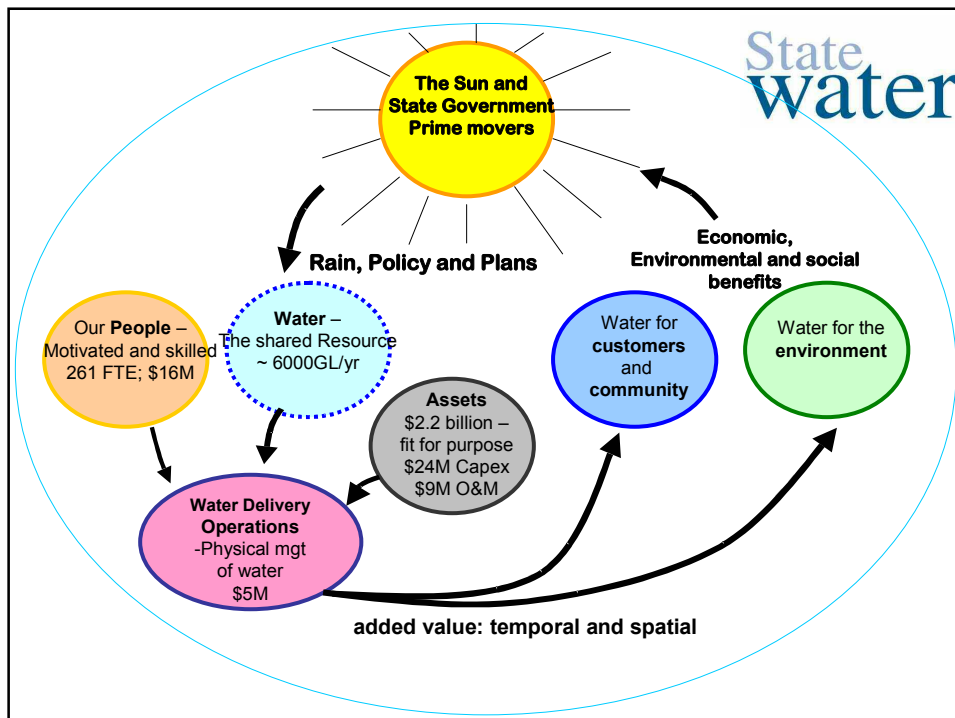 State
water
The Sun and
State Government
Prime movers
Economic,
Environmental and social
benefits
Rain, Policy and Plans
Our People –
Motivated and skilled
261 FTE; $16M
Water –
The shared Resource
~ 6000GL/yr
Assets
$2.2 billion –
fit for purpose
$24M Capex
$9M O&M
Water for
customers
and
community
Water for the
environment
Water Delivery
Operations
-Physical mgt
of water
$5M
added value: temporal and spatial